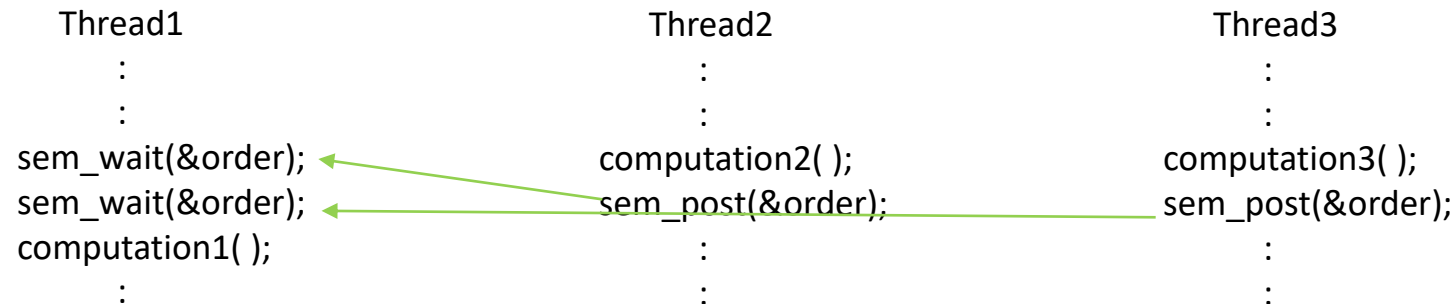 Thread1
:
:
sem_wait(&order);
sem_wait(&order);
computation1( );
:
Thread2
:
:
computation2( );
sem_post(&order);
:
:
Thread3
:
:
computation3( );
sem_post(&order);
:
: